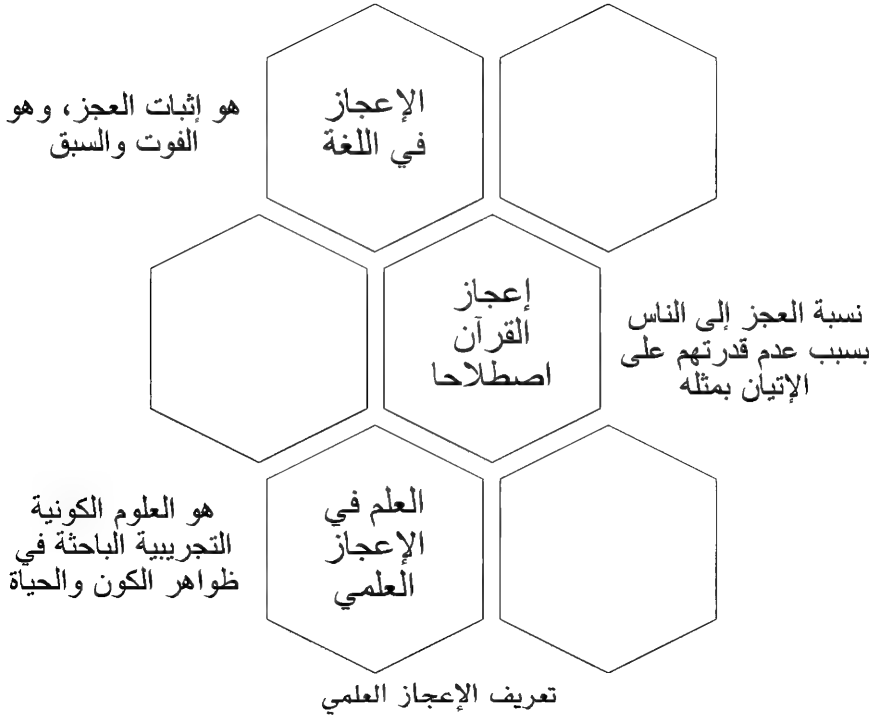 الإعجاز
في اللغة
هو إثبات العجز، وهو
الفوت والسبق
إعجاز
القرآن
اصطلاحا
نسبة العجز إلى الناس
بسبب عدم قدرتهم على
الإتيان بمثله
العلم في
الإعجاز
العلمي
هو العلوم الكونية
التجريبية الباحثة في
ظواهر الكون والحياة
تعريف الإعجاز العلمي